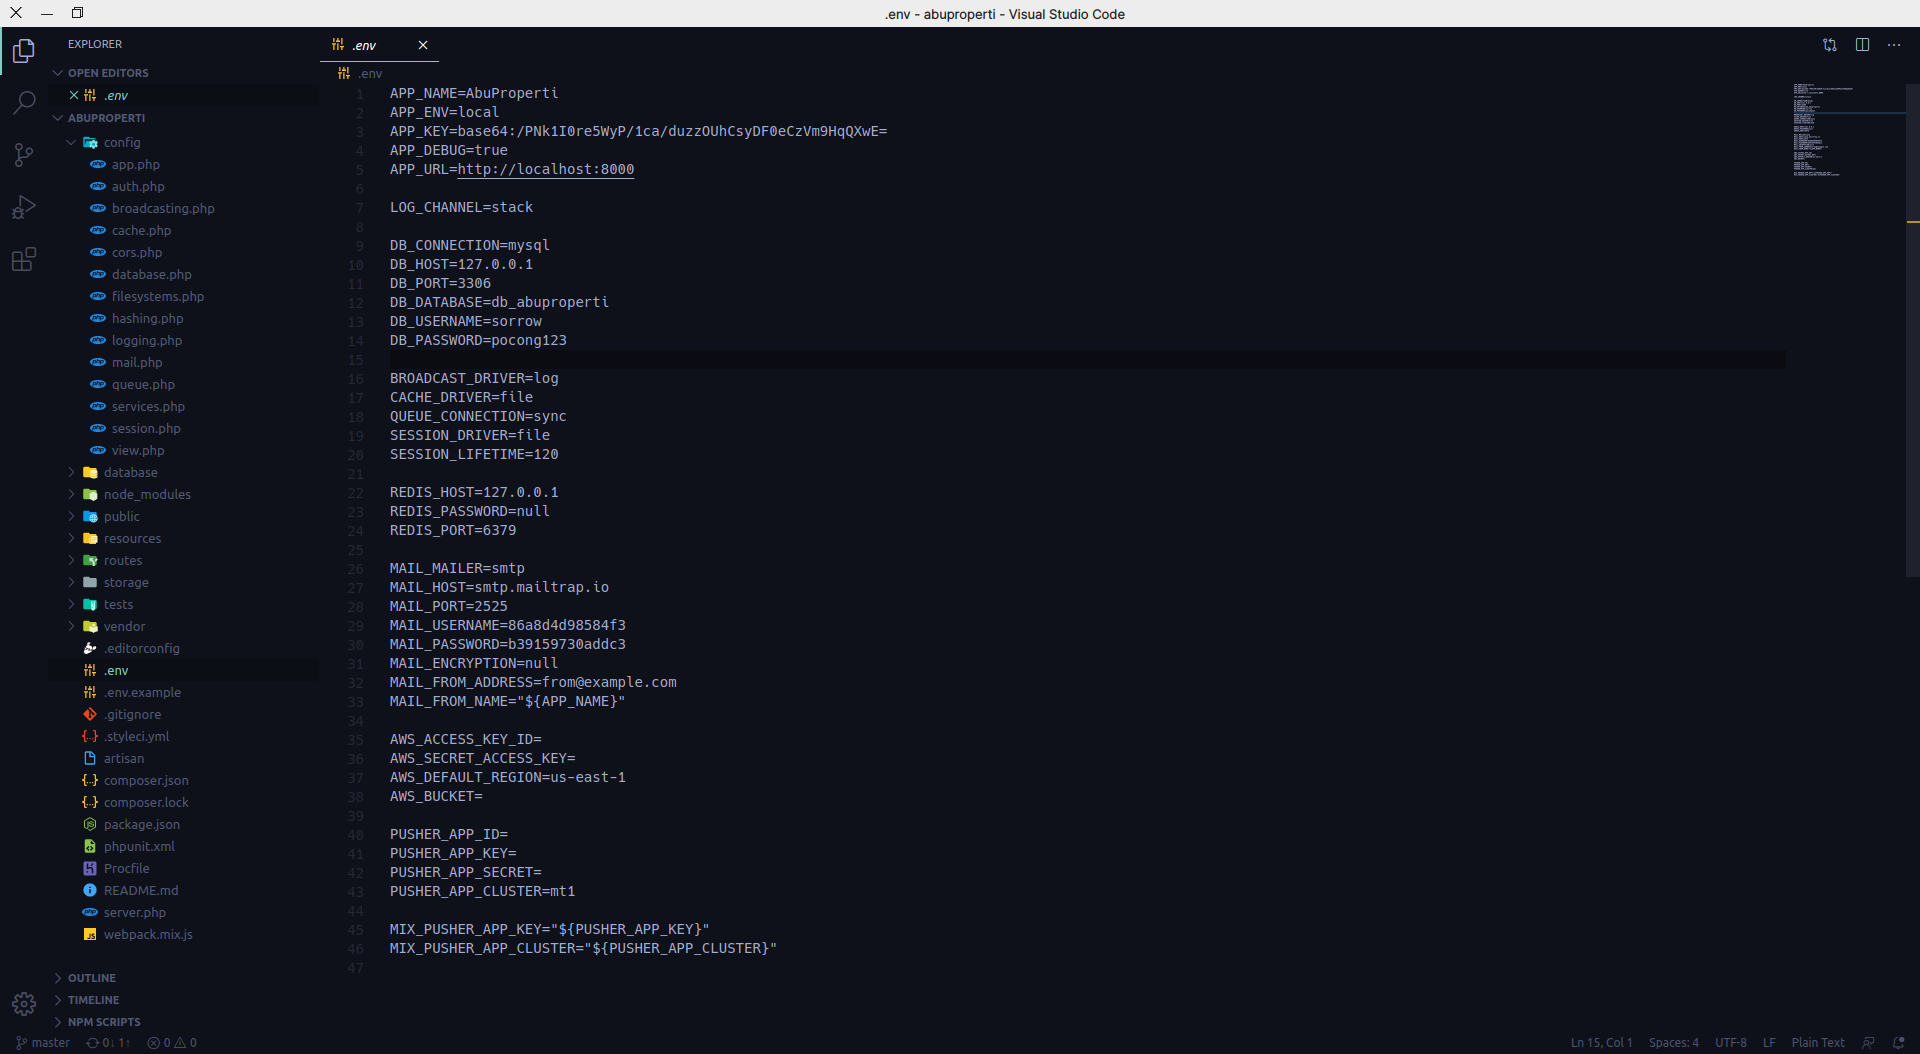 .env - abuproperti - Visual Studio Code
EXPLORER
OPEN EDITORS
.env
ABUPROPERTI
config
app.php
auth.php
broadcasting.php
cache.php
cors.php
database.php
filesystems.php
hashing.php
logging.php
mail.php
queue.php
services.php
session.php
view.php
database
node_modules
public
resources
routes
storage
tests
vendor
.editorconfig
.env
.env.example
.gitignore
.styleci.yml
artisan
composer.json
composer.lock
package.json
phpunit.xml
Procfile
README.md
server.php
webpack.mix.js
OUTLINE
TIMELINE
NPM SCRIPTS
.env
.env
1 APP_NAME=AbuProperti
2 APP_ENV=local
3 APP_KEY=base64:/PNk1I0re5WyP/1ca/duzzOUhCsyDF0eCzVm9HqQXwE=
4 APP_DEBUG=true
5 APP_URL=http://localhost:8000
6
7 LOG_CHANNEL=stack
8
9 DB_CONNECTION=mysql
10 DB_HOST=127.0.0.1
11 DB_PORT=3306
12 DB_DATABASE=db_abuproperti
13 DB_USERNAME=sorrow
14 DB_PASSWORD=pocong123
15
16 BROADCAST_DRIVER=log
17 CACHE_DRIVER=file
18 QUEUE_CONNECTION=sync
19 SESSION_DRIVER=file
20 SESSION_LIFETIME=120
21
22 REDIS_HOST=127.0.0.1
23 REDIS_PASSWORD=null
24 REDIS_PORT=6379
25
26 MAIL_MAILER=smtp
27 MAIL_HOST=smtp.mailtrap.io
28 MAIL_PORT=2525
29 MAIL_USERNAME=86a8d4d98584f3
30 MAIL_PASSWORD=b39159730addc3
31 MAIL_ENCRYPTION=null
32 MAIL_FROM_ADDRESS=from@example.com
33 MAIL_FROM_NAME="${APP_NAME}"
34
35 AWS_ACCESS_KEY_ID=
36 AWS_SECRET_ACCESS_KEY=
37 AWS_DEFAULT_REGION=us-east-1
38 AWS_BUCKET=
39
40 PUSHER_APP_ID=
41 PUSHER_APP_KEY=
42 PUSHER_APP_SECRET=
43 PUSHER_APP_CLUSTER=mt1
44
45 MIX_PUSHER_APP_KEY="${PUSHER_APP_KEY}"
46 MIX_PUSHER_APP_CLUSTER="${PUSHER_APP_CLUSTER}"
47
master 0↓ 1↑ 0 0 Ln 15, Col 1 Spaces: 4 UTF-8 LF Plain Text